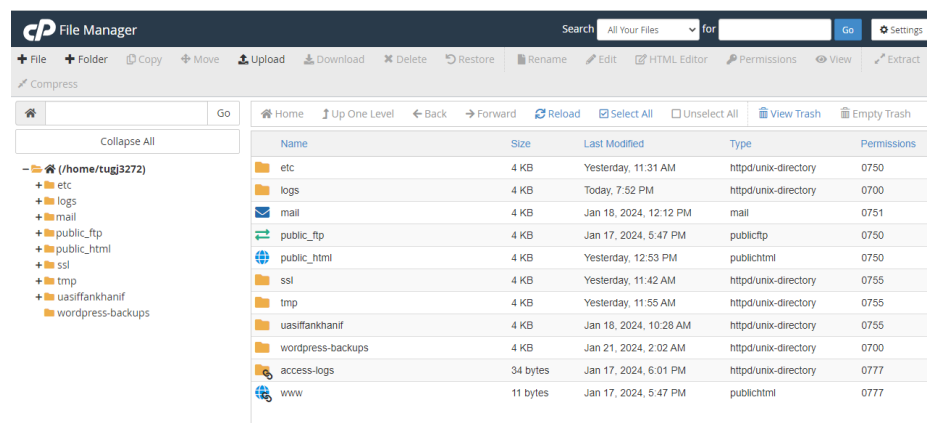 cP File Manager Search All Your Files for Go Settings
File Folder Copy Move Upload Download Delete Restore Rename Edit HTML Editor Permissions View Extract
Compress
Go Home Up One Level Back Forward Reload Select All Unselect All View Trash Empty Trash
Collapse All
(/home/tugj3272)
etc
logs
mail
public_ftp
public_html
ssl
tmp
uasiffankhanif
wordpress-backups
Name Size Last Modified Type Permissions
etc 4 KB Yesterday, 11:31 AM httpd/unix-directory 0750
logs 4 KB Today, 7:52 PM httpd/unix-directory 0700
mail 4 KB Jan 18, 2024, 12:12 PM mail 0751
public_ftp 4 KB Jan 17, 2024, 5:47 PM publicftp 0750
public_html 4 KB Yesterday, 12:53 PM publichtml 0750
ssl 4 KB Yesterday, 11:42 AM httpd/unix-directory 0755
tmp 4 KB Yesterday, 11:55 AM httpd/unix-directory 0755
uasiffankhanif 4 KB Jan 18, 2024, 10:28 AM httpd/unix-directory 0755
wordpress-backups 4 KB Jan 21, 2024, 2:02 AM httpd/unix-directory 0700
access-logs 34 bytes Jan 17, 2024, 6:01 PM httpd/unix-directory 0777
www 11 bytes Jan 17, 2024, 5:47 PM publichtml 0777